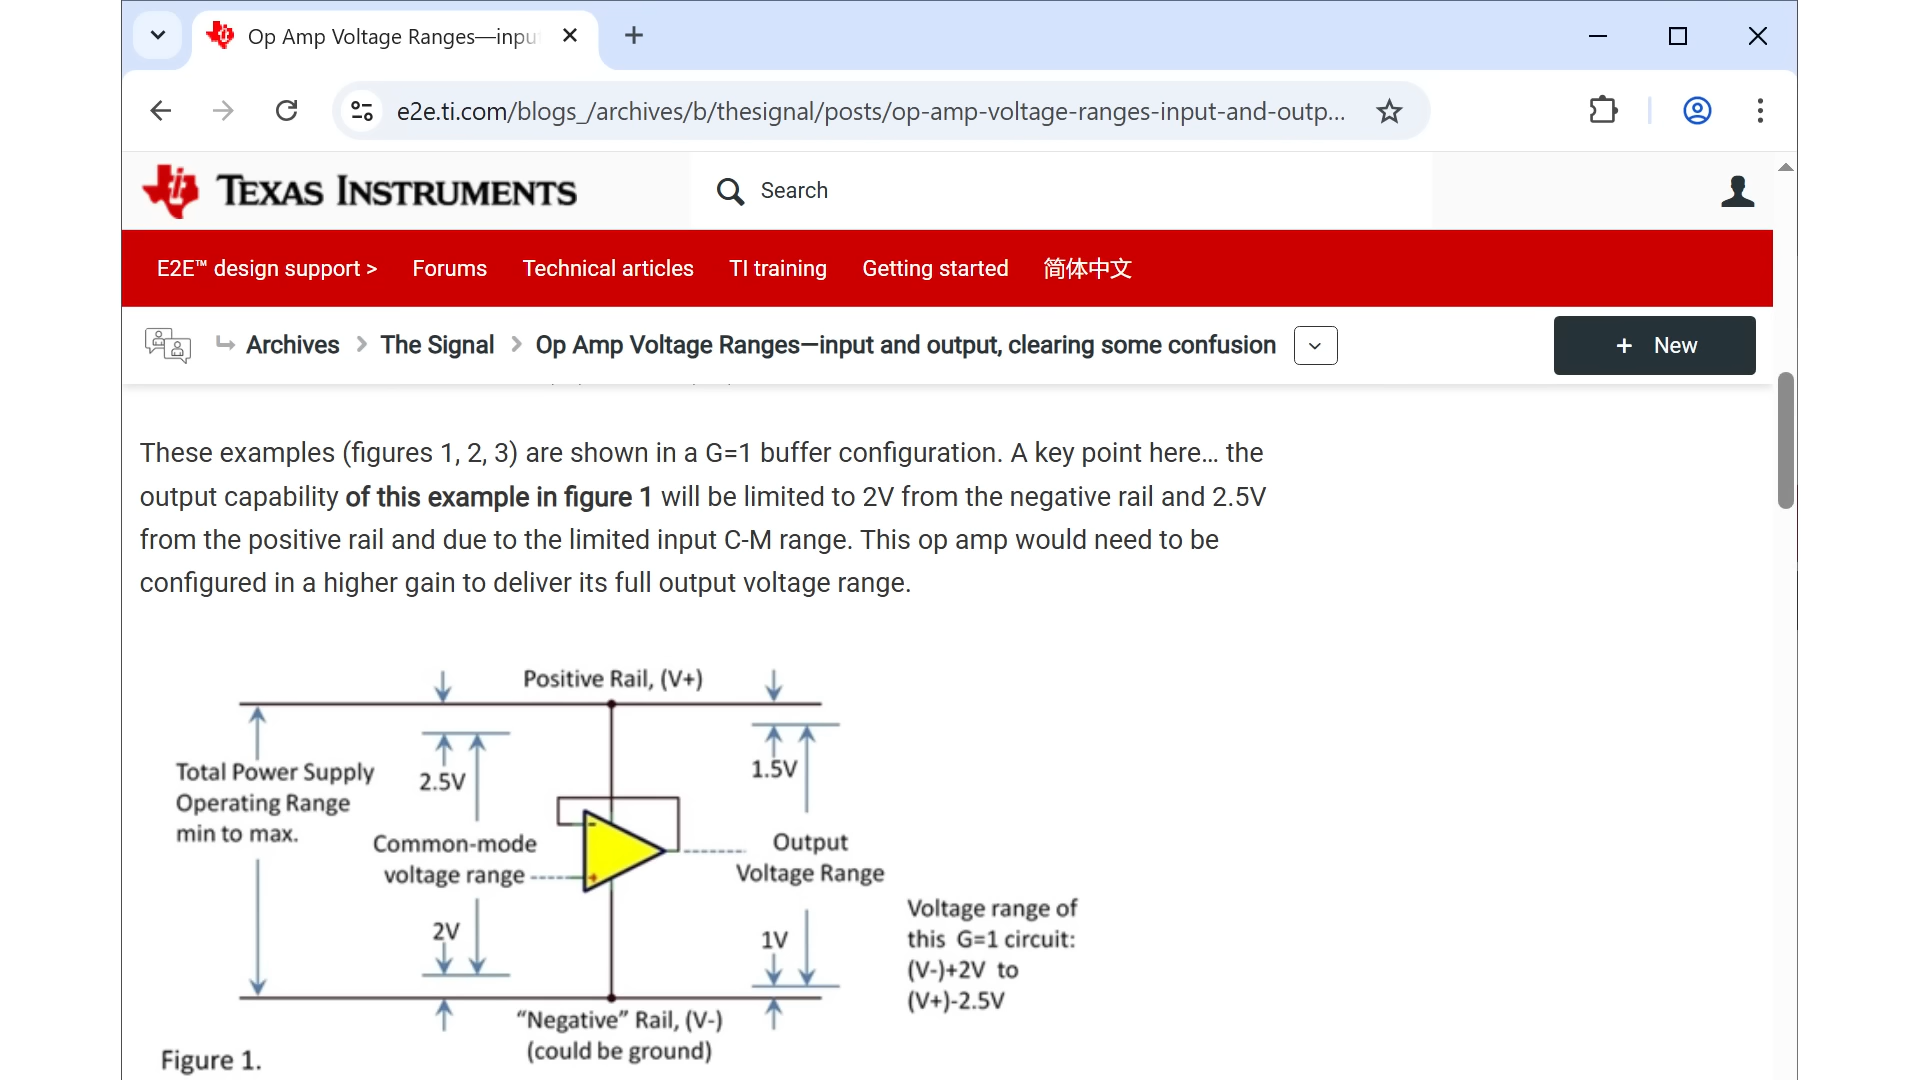 Op Amp Voltage Ranges—inpu
e2e.ti.com/blogs_/archives/b/thesignal/posts/op-amp-voltage-ranges-input-and-outp...
TEXAS INSTRUMENTS
Search
E2E™ design support >
Forums
Technical articles
TI training
Getting started
简体中文
Archives > The Signal > Op Amp Voltage Ranges—input and output, clearing some confusion
+ New
These examples (figures 1, 2, 3) are shown in a G=1 buffer configuration. A key point here… the
output capability of this example in figure 1 will be limited to 2V from the negative rail and 2.5V
from the positive rail and due to the limited input C-M range. This op amp would need to be
configured in a higher gain to deliver its full output voltage range.
Positive Rail, (V+)
Total Power Supply
Operating Range
min to max.
2.5V
1.5V
Common-mode
voltage range
-
+
Output
Voltage Range
2V
1V
Voltage range of
this G=1 circuit:
(V-)+2V to
(V+)-2.5V
“Negative” Rail, (V-)
(could be ground)
Figure 1.